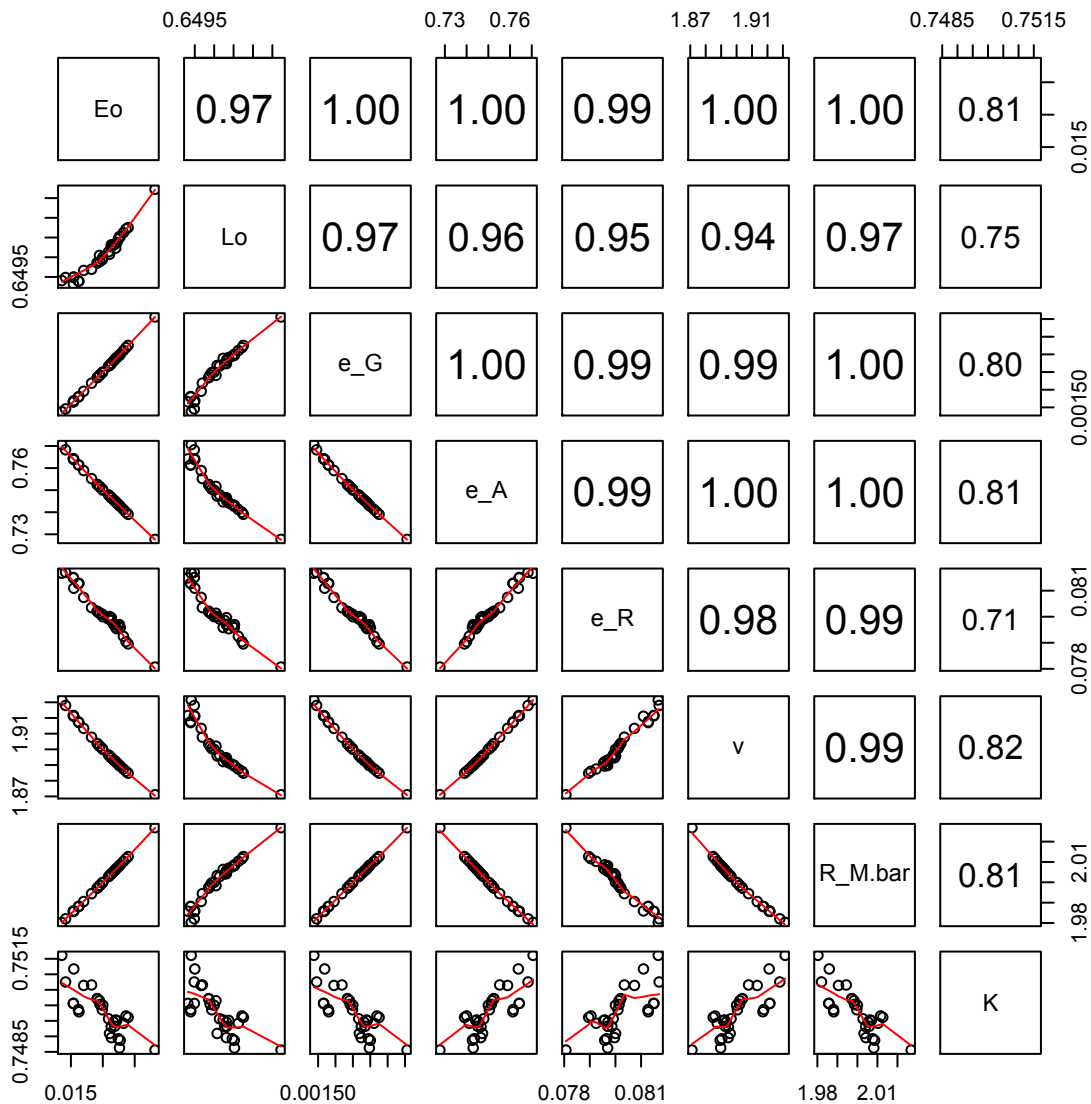 0.6495 0.73 0.76 1.87 1.91 0.7485 0.7515
Eo 0.97 1.00 1.00 0.99 1.00 1.00 0.81 0.015
0.6495 Lo 0.97 0.96 0.95 0.94 0.97 0.75
e_G 1.00 0.99 0.99 1.00 0.80 0.00150
0.73 0.76 e_A 0.99 1.00 1.00 0.81
e_R 0.98 0.99 0.71 0.078 0.081
1.87 1.91 v 0.99 0.82
R_M.bar 0.81 1.98 2.01
0.7485 0.7515 K
0.015 0.00150 0.078 0.081 1.98 2.01